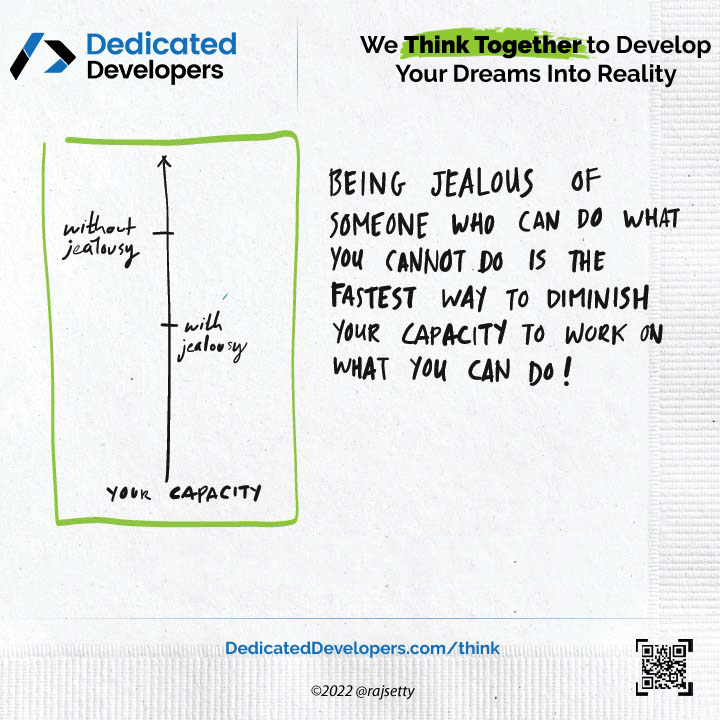 Dedicated
Developers
We Think Together to Develop
Your Dreams Into Reality
without
jealousy
with
jealousy
YOUR CAPACITY
BEING JEALOUS OF
SOMEONE WHO CAN DO WHAT
YOU CANNOT DO IS THE
FASTEST WAY TO DIMINISH
YOUR CAPACITY TO WORK ON
WHAT YOU CAN DO!
DedicatedDevelopers.com/think
©2022 @rajsetty